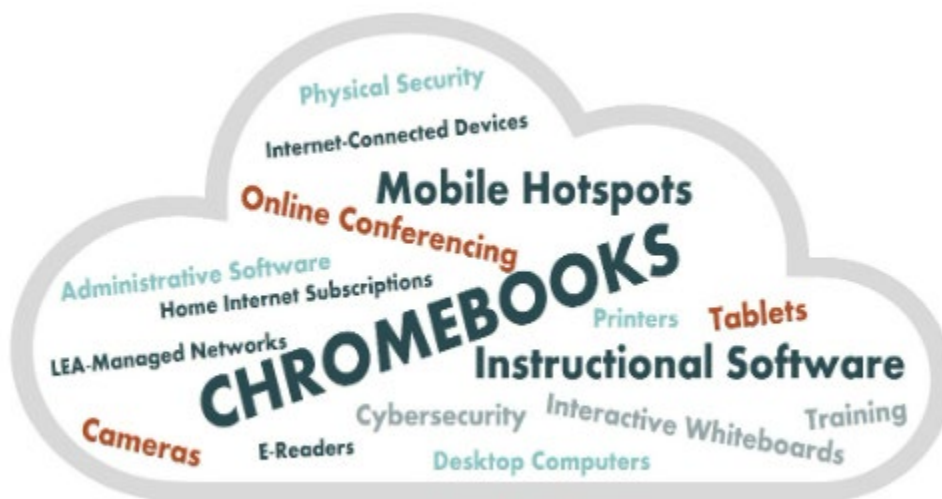 Physical Security
Internet-Connected Devices
Mobile Hotspots
Online Conferencing
Administrative Software
Home Internet Subscriptions
CHROMEBOOKS
Printers
Tablets
LEA-Managed Networks
Instructional Software
Cybersecurity
Interactive Whiteboards
Training
Cameras
E-Readers
Desktop Computers